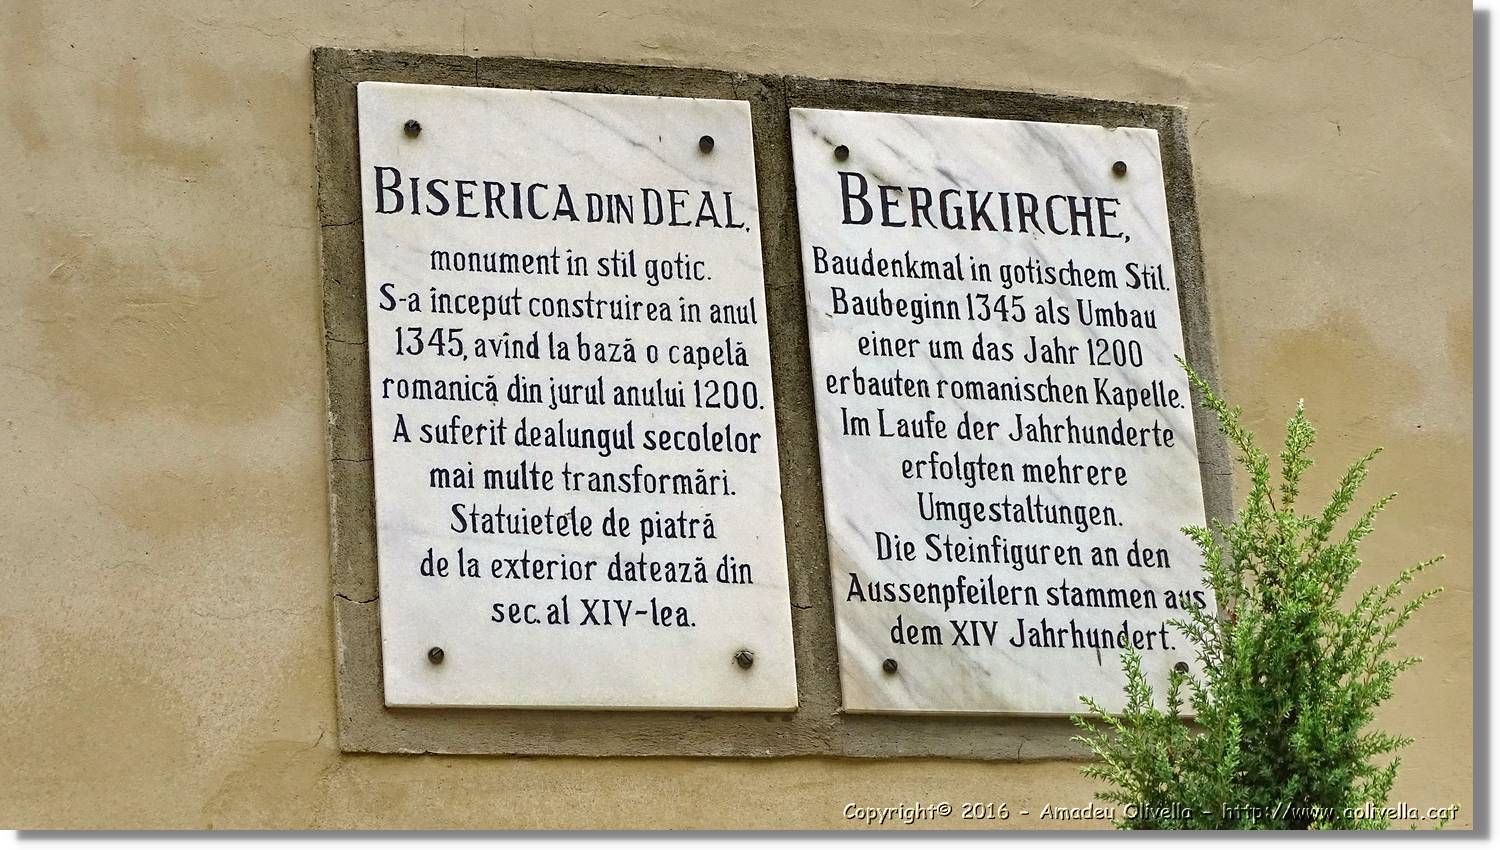 BISERICA DIN DEAL,
monument în stil gotic.
S-a început construirea în anul
1345, avînd la bază o capelă
romanică din jurul anului 1200.
A suferit dealungul secolelor
mai multe transformări.
Statuietele de piatră
de la exterior datează din
sec. al XIV-lea.
BERGKIRCHE,
Baudenkmal in gotischem Stil.
Baubeginn 1345 als Umbau
einer um das Jahr 1200
erbauten romanischen Kapelle.
Im Laufe der Jahrhunderte
erfolgten mehrere
Umgestaltungen.
Die Steinfiguren an den
Aussenpfeilern stammen aus
dem XIV Jahrhundert.
Copyright© 2016 - Amadeu Olivella - http://www.aolivella.cat